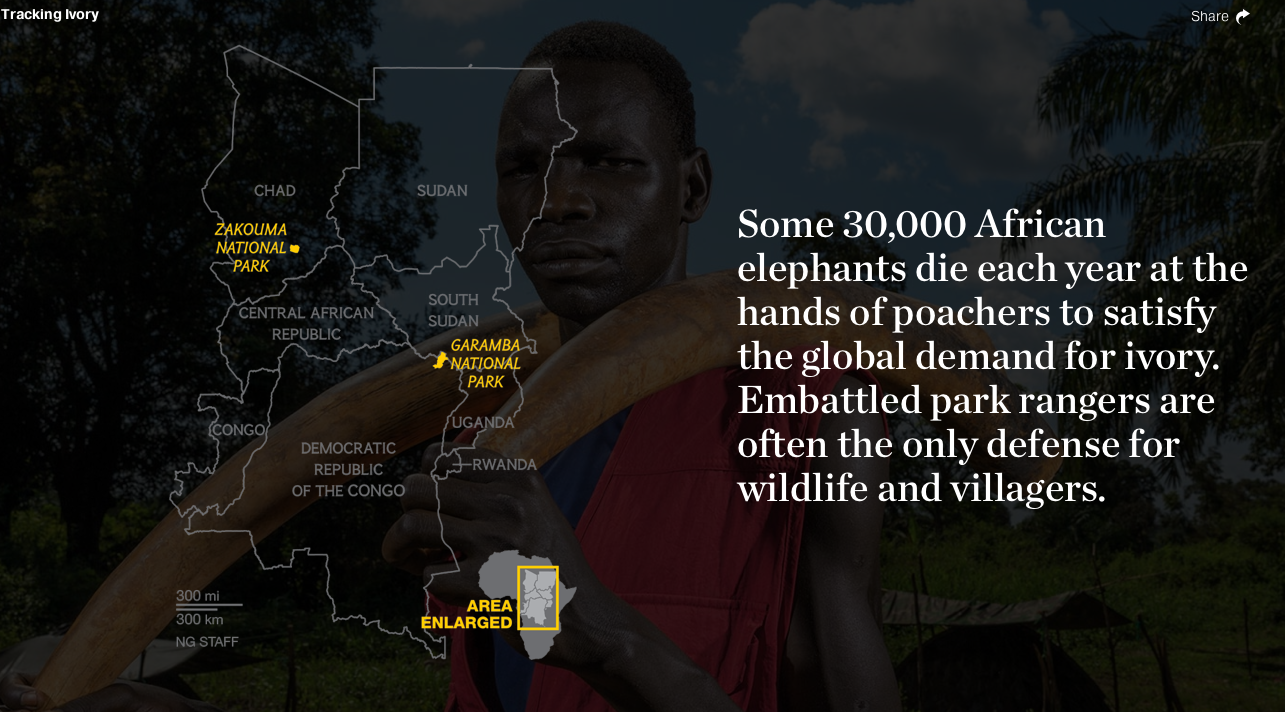 Tracking Ivory
Share
CHAD
SUDAN
ZAKOUMA
NATIONAL
PARK
CENTRAL AFRICAN
REPUBLIC
SOUTH
SUDAN
GARAMBA
NATIONAL
PARK
CONGO
UGANDA
DEMOCRATIC
REPUBLIC
OF THE CONGO
RWANDA
300 mi
300 km
NG STAFF
AREA
ENLARGED
Some 30,000 African
elephants die each year at the
hands of poachers to satisfy
the global demand for ivory.
Embattled park rangers are
often the only defense for
wildlife and villagers.